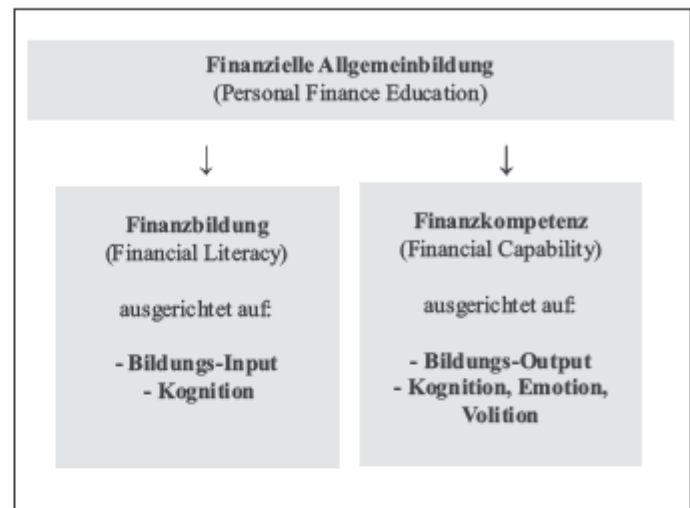 Finanzielle Allgemeinbildung
(Personal Finance Education)
↓
↓
Finanzbildung
(Financial Literacy)
ausgerichtet auf:
- Bildungs-Input
- Kognition
Finanzkompetenz
(Financial Capability)
ausgerichtet auf:
- Bildungs-Output
- Kognition, Emotion,
Volition